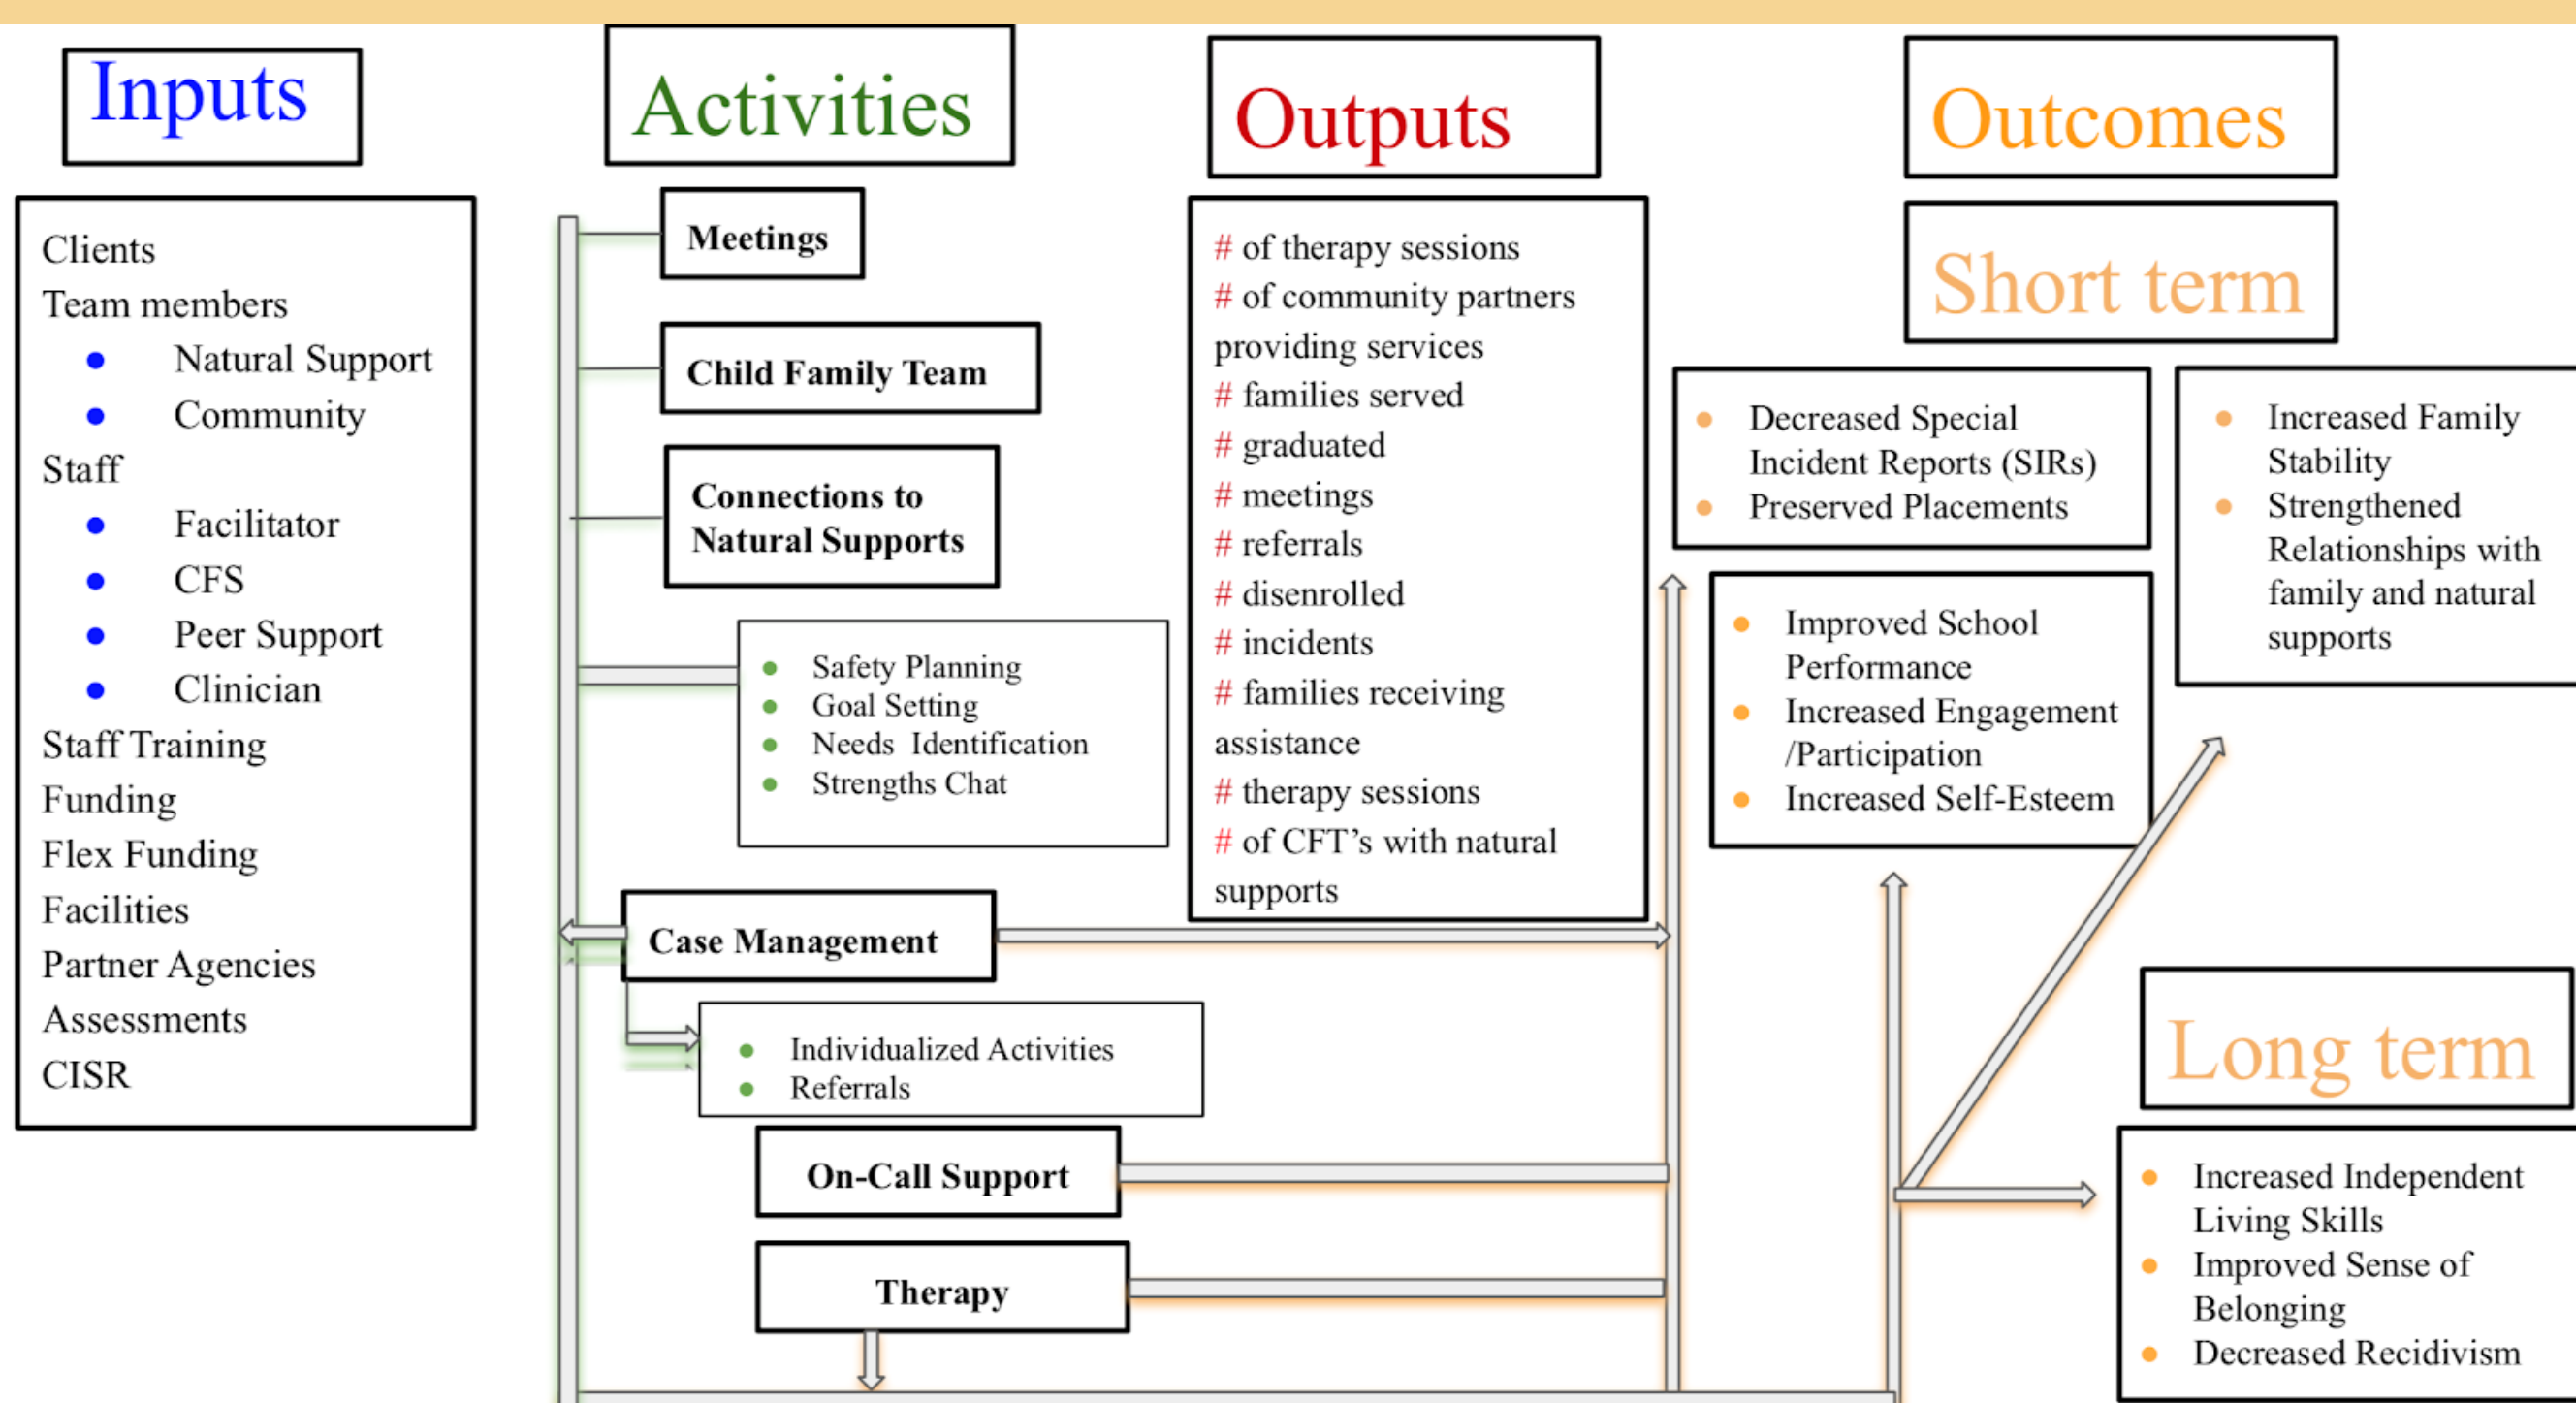 Inputs
Clients
Team members
Natural Support
Community
Staff
Facilitator
CFS
Peer Support
Clinician
Staff Training
Funding
Flex Funding
Facilities
Partner Agencies
Assessments
CISR
Activities
Meetings
Child Family Team
Connections to
Natural Supports
Safety Planning
Goal Setting
Needs Identification
Strengths Chat
Case Management
Individualized Activities
Referrals
On-Call Support
Therapy
Outputs
# of therapy sessions
# of community partners
providing services
# families served
# graduated
# meetings
# referrals
# disenrolled
# incidents
# families receiving
assistance
# therapy sessions
# of CFT’s with natural
supports
Outcomes
Short term
Decreased Special
Incident Reports (SIRs)
Preserved Placements
Improved School
Performance
Increased Engagement
/Participation
Increased Self-Esteem
Increased Family
Stability
Strengthened
Relationships with
family and natural
supports
Long term
Increased Independent
Living Skills
Improved Sense of
Belonging
Decreased Recidivism